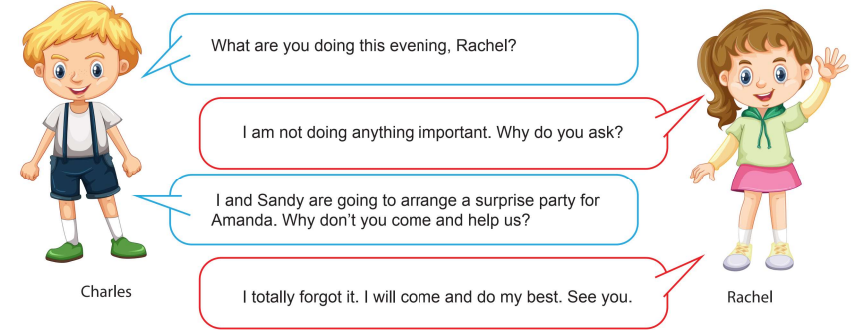 What are you doing this evening, Rachel?
I am not doing anything important. Why do you ask?
I and Sandy are going to arrange a surprise party for
Amanda. Why don’t you come and help us?
I totally forgot it. I will come and do my best. See you.
Charles
Rachel